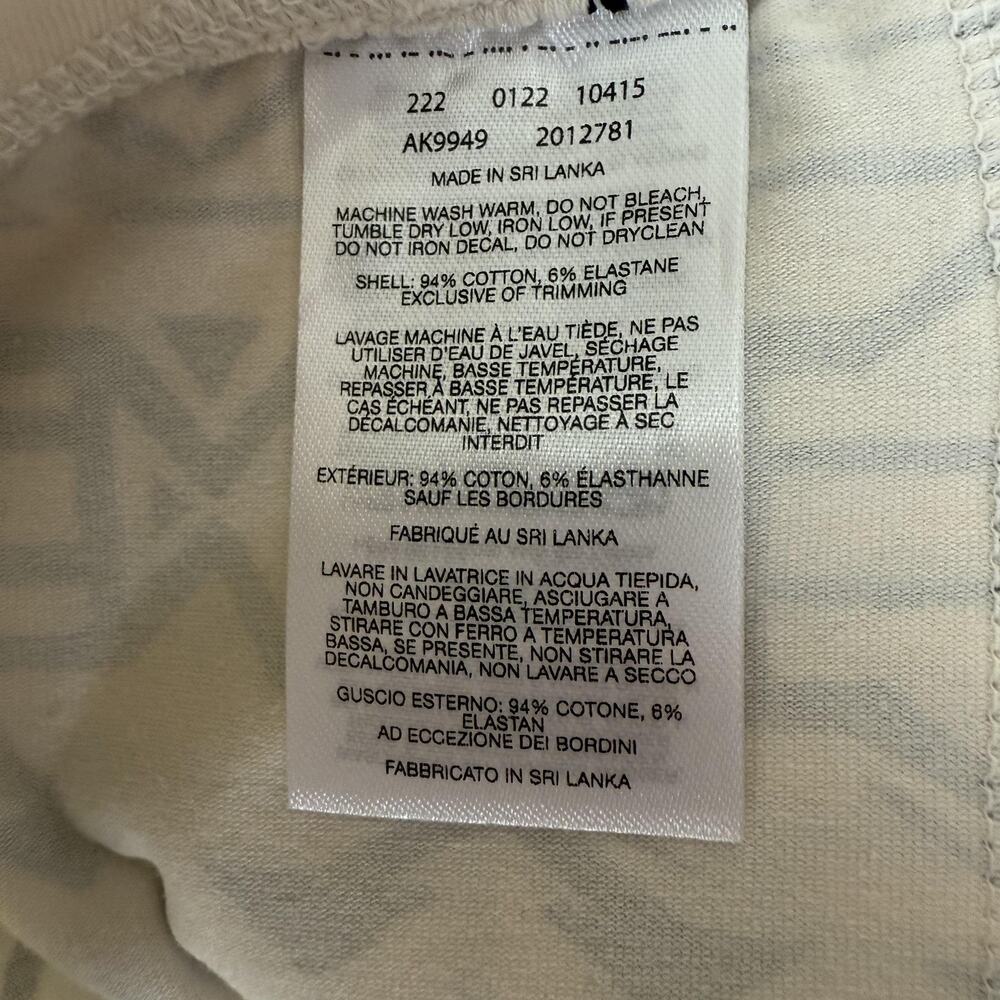 222 0122 10415
AK9949 2012781
MADE IN SRI LANKA
MACHINE WASH WARM, DO NOT BLEACH,
TUMBLE DRY LOW, IRON LOW, IF PRESENT
DO NOT IRON DECAL, DO NOT DRYCLEAN
SHELL: 94% COTTON, 6% ELASTANE
EXCLUSIVE OF TRIMMING
LAVAGE MACHINE À L'EAU TIÈDE, NE PAS
UTILISER D'EAU DE JAVEL, SÉCHAGE
MACHINE, BASSE TEMPÉRATURE,
REPASSER À BASSE TEMPÉRATURE, LE
CAS ÉCHÉANT, NE PAS REPASSER LA
DÉCALCOMANIE, NETTOYAGE À SEC
INTERDIT
EXTÉRIEUR: 94% COTON, 6% ÉLASTHANNE
SAUF LES BORDURES
FABRIQUÉ AU SRI LANKA
LAVARE IN LAVATRICE IN ACQUA TIEPIDA,
NON CANDEGGIARE, ASCIUGARE A
TAMBURO A BASSA TEMPERATURA,
STIRARE CON FERRO A TEMPERATURA
BASSA, SE PRESENTE, NON STIRARE LA
DECALCOMANIA, NON LAVARE A SECCO
GUSCIO ESTERNO: 94% COTONE, 6%
ELASTAN
AD ECCEZIONE DEI BORDINI
FABBRICATO IN SRI LANKA